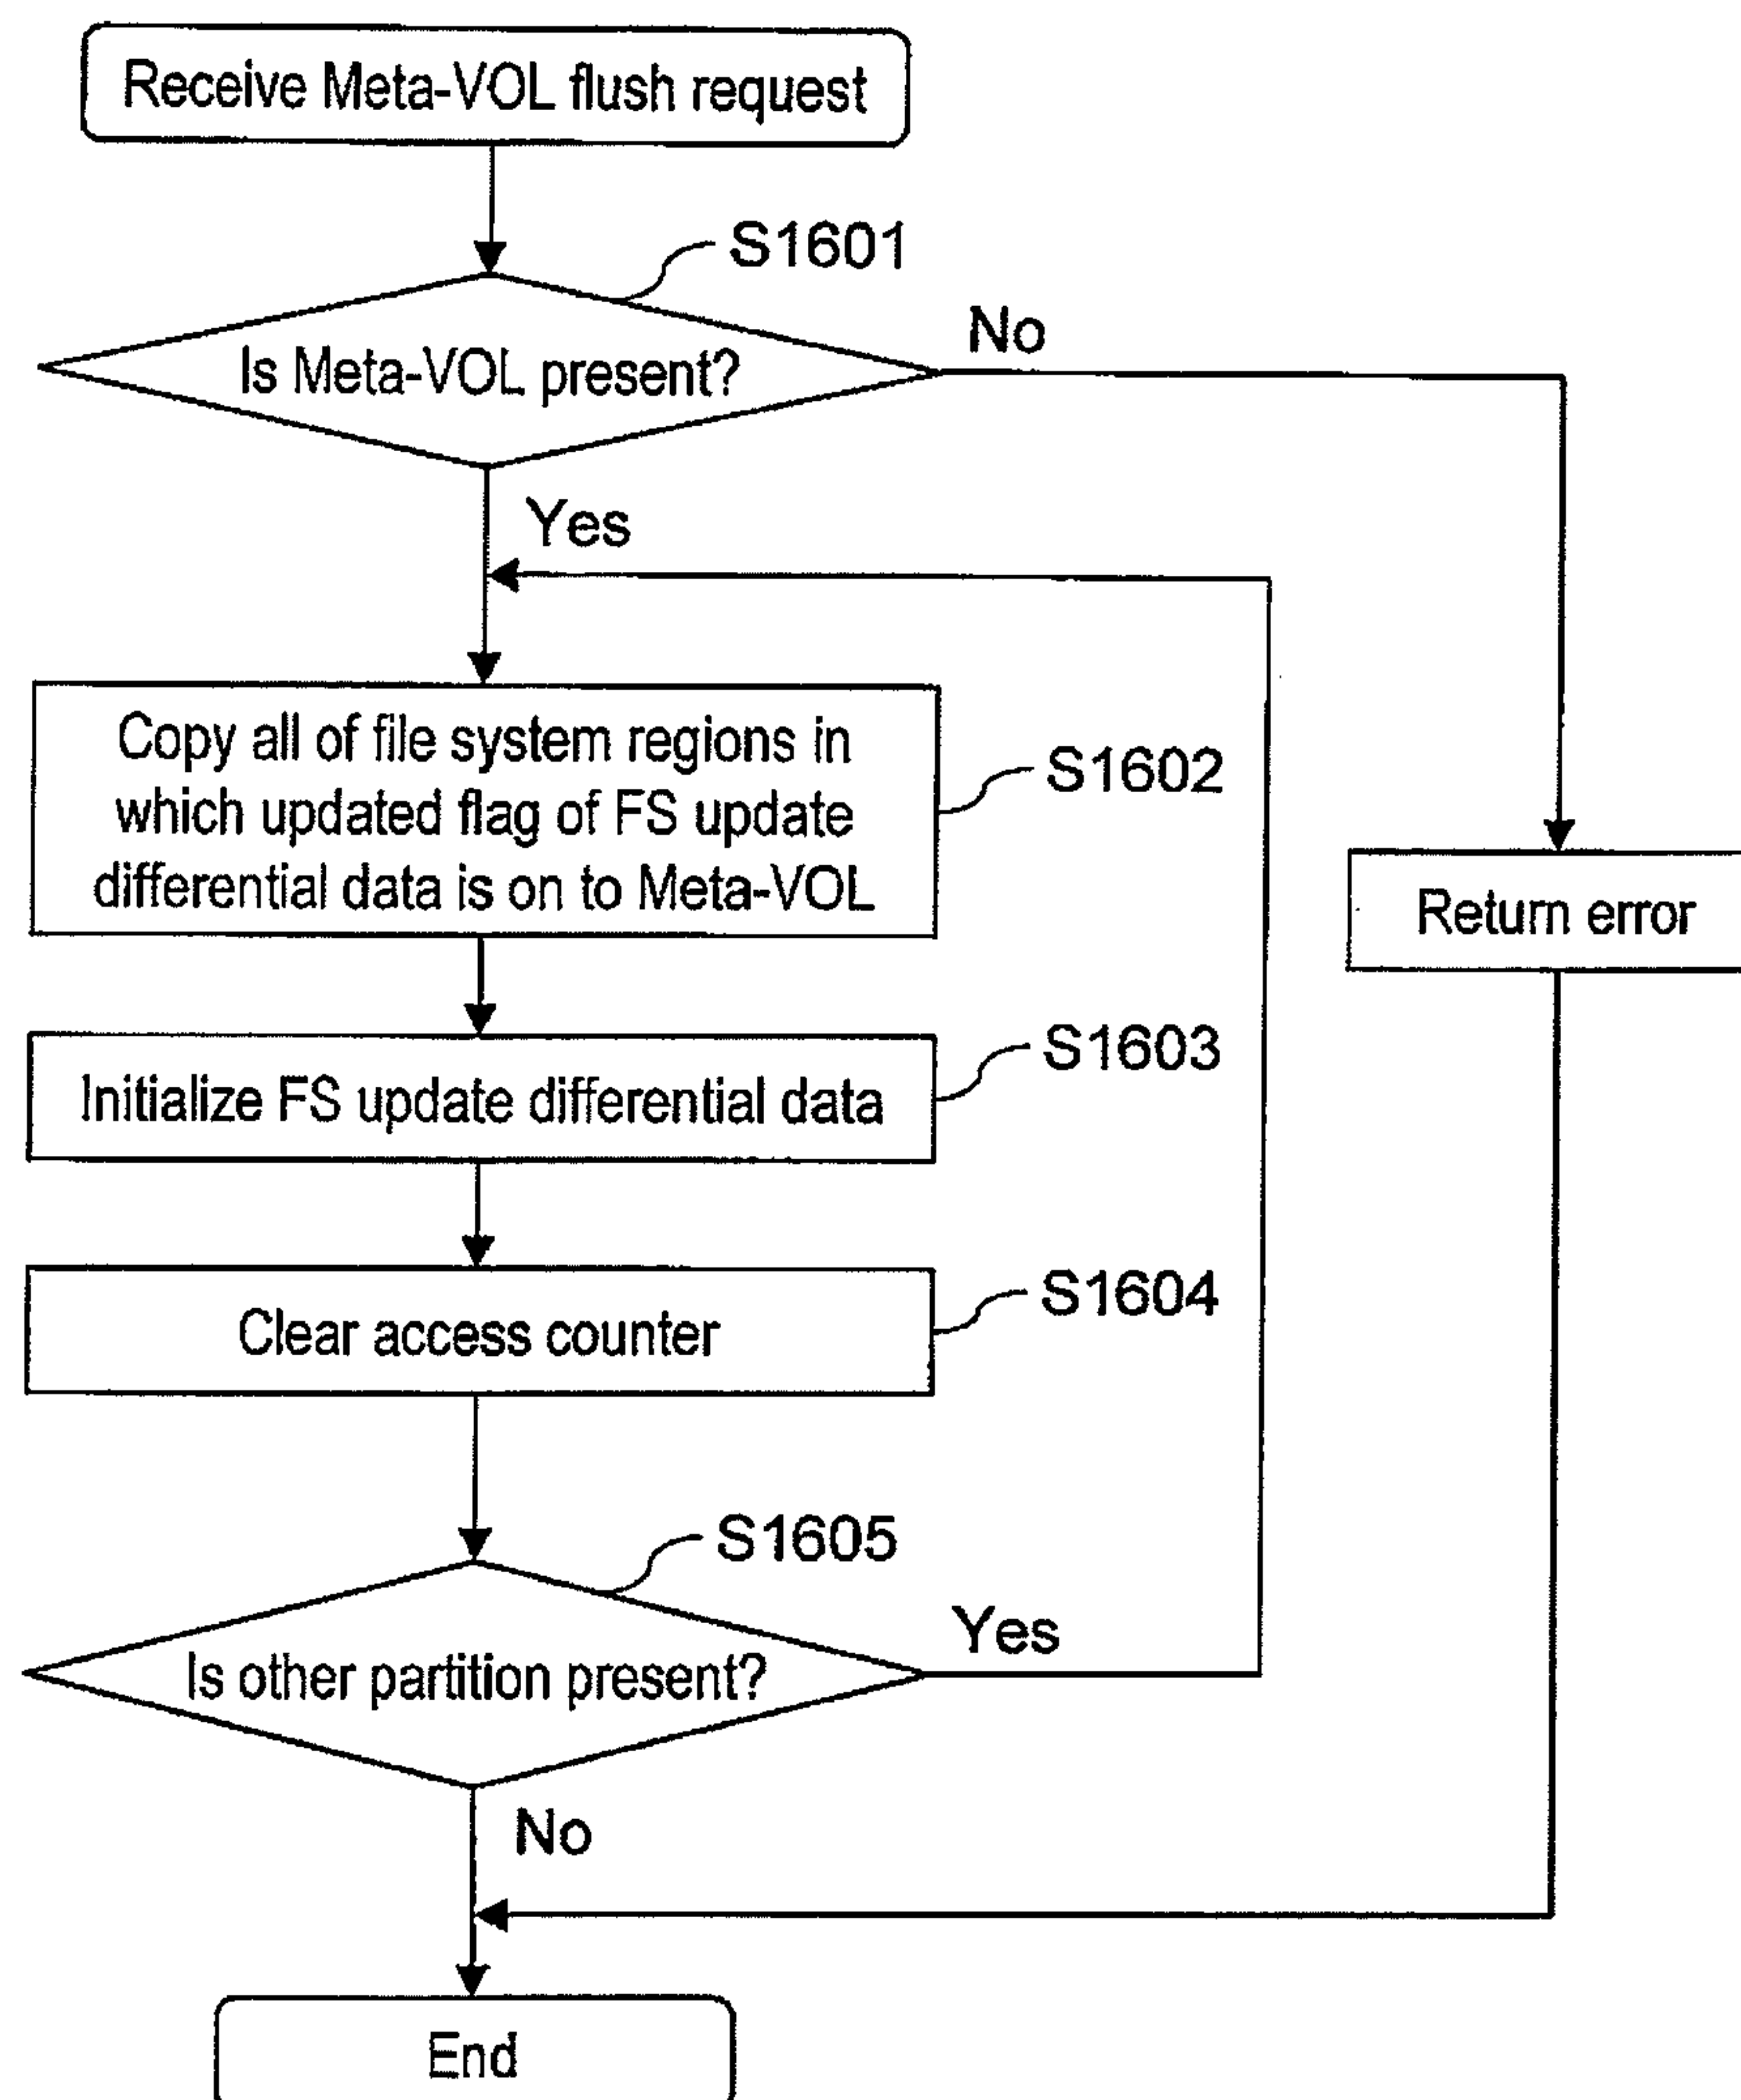 Receive Meta-VOL flush request
S1601
Is Meta-VOL present?
No
Yes
Copy all of file system regions in
which updated flag of FS update
differential data is on to Meta-VOL
S1602
Return error
Initialize FS update differential data
S1603
Clear access counter
S1604
S1605
Is other partition present?
Yes
No
End